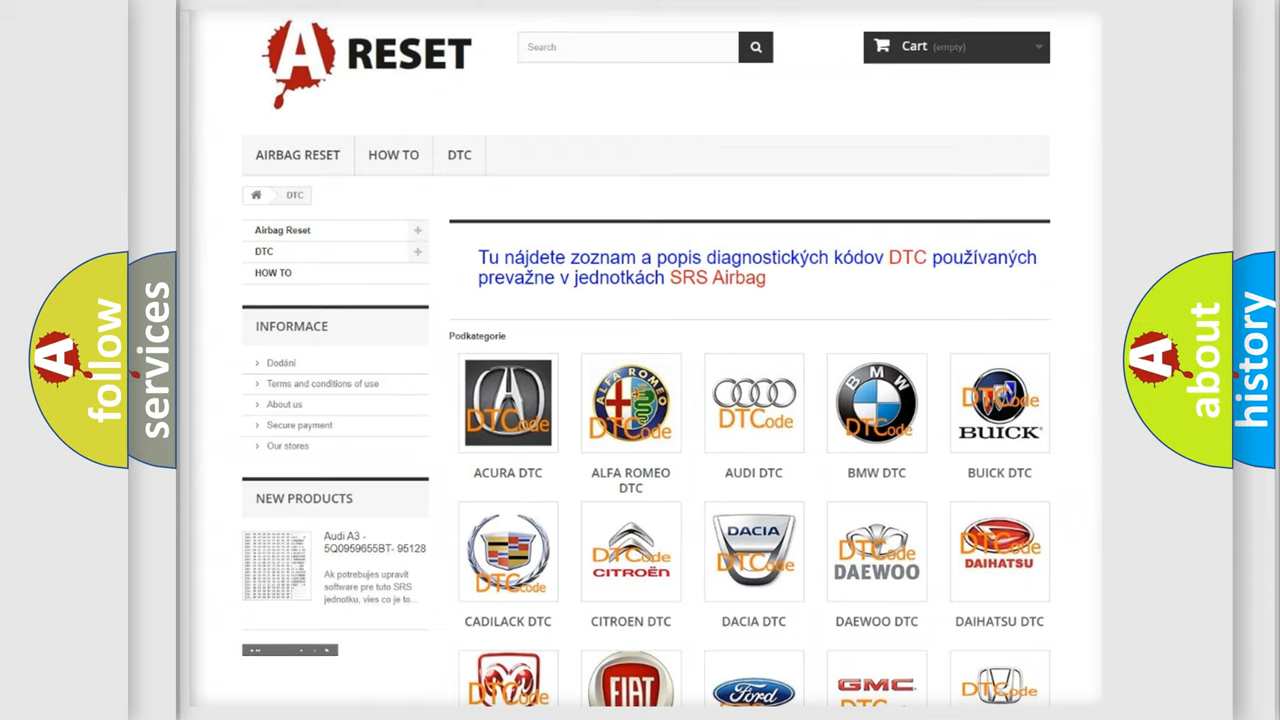 A RESET
Search
Cart (empty)
AIRBAG RESET
HOW TO
DTC
DTC
Airbag Reset
DTC
HOW TO
INFORMACE
Dodání
Terms and conditions of use
About us
Secure payment
Our stores
NEW PRODUCTS
Audi A3 -
5Q0959655BT- 95128
Ak potrebujes upravit
software pre tuto SRS
jednotku, vies co je to...
Tu nájdete zoznam a popis diagnostických kódov DTC používaných
prevažne v jednotkách SRS Airbag
Podkategorie
DTCode
ALFA ROMEO
DTCode
DTCode
BMW
DTCode
DTCode
BUICK
ACURA DTC
ALFA ROMEO
DTC
AUDI DTC
BMW DTC
BUICK DTC
DTCode
DTCode
CITROËN
DACIA
DTCode
DTCode
DAEWOO
DTCode
DAIHATSU
CADILACK DTC
CITROEN DTC
DACIA DTC
DAEWOO DTC
DAIHATSU DTC
DTCode
FIAT
Ford
GMC
DTCode
A follow
services
A about
history